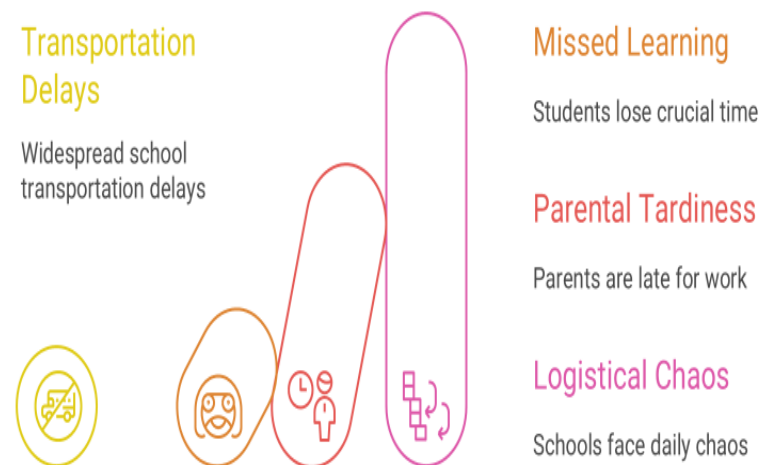 Transportation
Delays
Widespread school
transportation delays
Missed Learning
Students lose crucial time
Parental Tardiness
Parents are late for work
Logistical Chaos
Schools face daily chaos